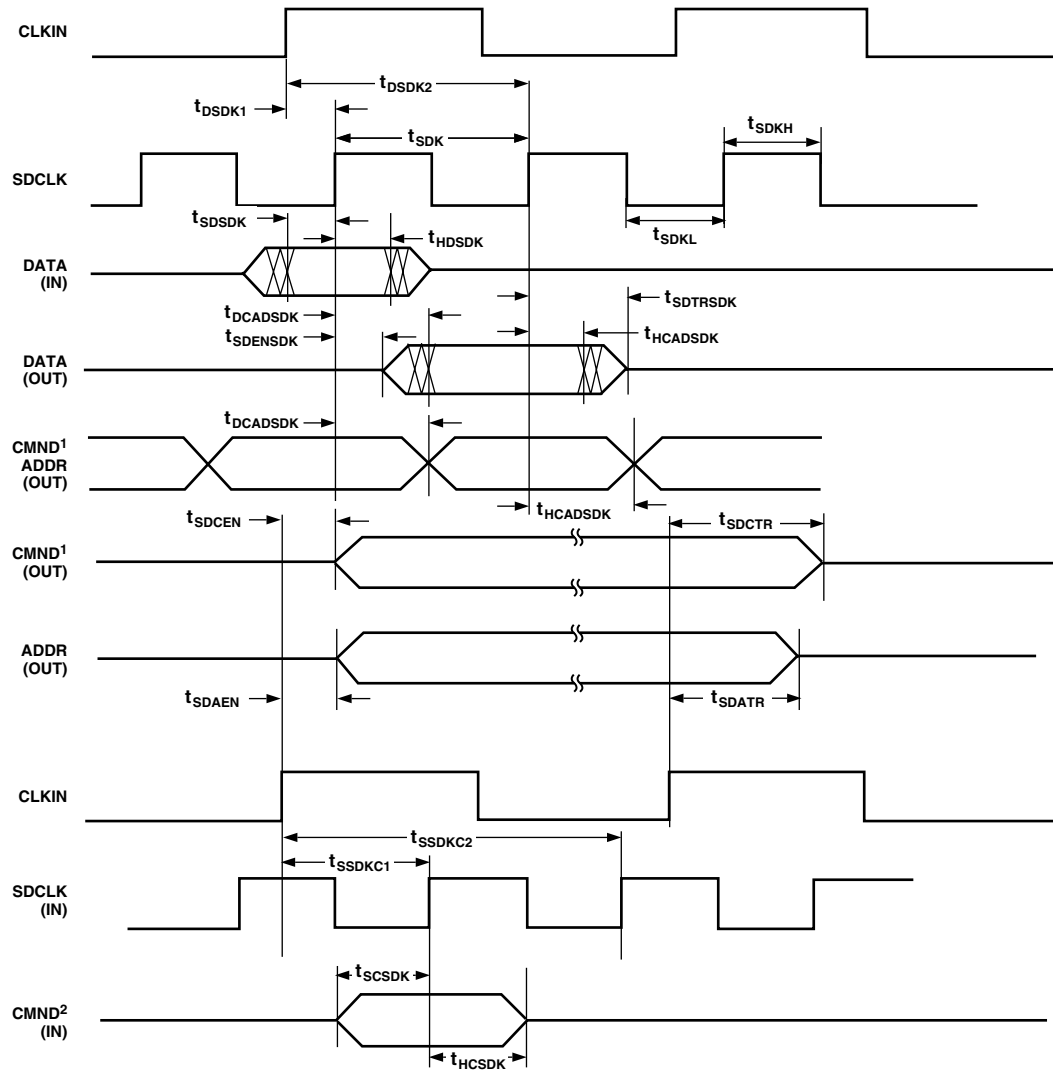 CLKIN
tDSDK2
tDSDK1
tSDK
tSDKH
SDCLK
tSDSDK
tHDSDK
tSDKL
DATA
(IN)
tDCADSDK
tSDTRSDK
tSDENSDK
tHCADSDK
DATA
(OUT)
tDCADSDK
CMND1
ADDR
(OUT)
tHCADSDK
tSDCEN
tSDCTR
CMND1
(OUT)
ADDR
(OUT)
tSDAEN
tSDATR
CLKIN
tSSDKC2
tSSDKC1
SDCLK
(IN)
tSCSDK
CMND2
(IN)
tHCSDK